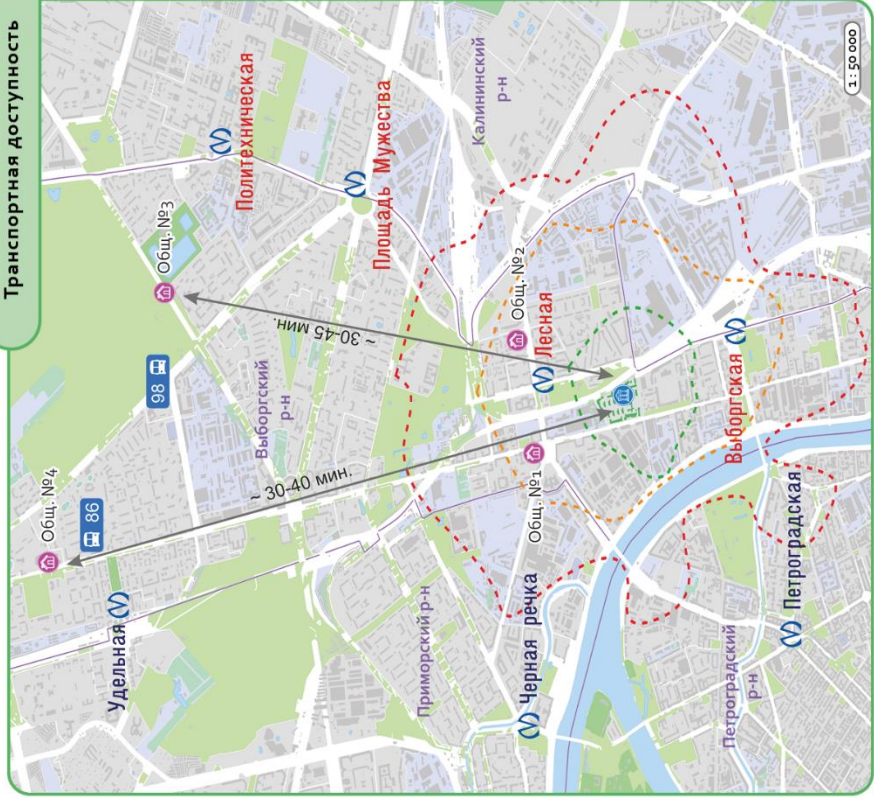 Транспортная доступность
Общ. №4
86
Удельная
98
Общ. №3
Политехническая
Выборгский
р-н
~ 30-40 мин.
~ 30-45 мин.
Площадь Мужества
Калининский
р-н
Приморский р-н
Общ. №2
Лесная
Общ. №1
Черная речка
Выборгская
Петроградский
р-н
Петроградская
1 : 50 000